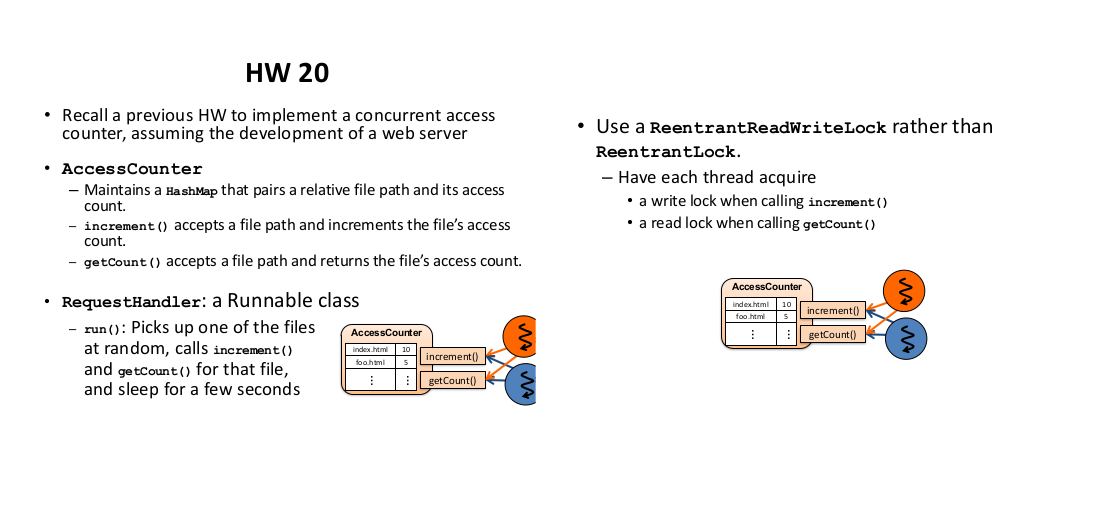 HW 20
• Recall a previous HW to implement a concurrent access
counter, assuming the development of a web server
• AccessCounter
– Maintains a HashMap that pairs a relative file path and its access
count.
– increment() accepts a file path and increments the file's access
count.
– getCount() accepts a file path and returns the file's access count.
• RequestHandler: a Runnable class
– run(): Picks up one of the files
at random, calls increment()
and getCount() for that file,
and sleep for a few seconds
AccessCounter
index.html 10
foo.html 5
⋮ ⋮
increment()
getCount()
• Use a ReentrantReadWriteLock rather than
ReentrantLock.
– Have each thread acquire
• a write lock when calling increment()
• a read lock when calling getCount()
AccessCounter
index.html 10
foo.html 5
⋮ ⋮
increment()
getCount()